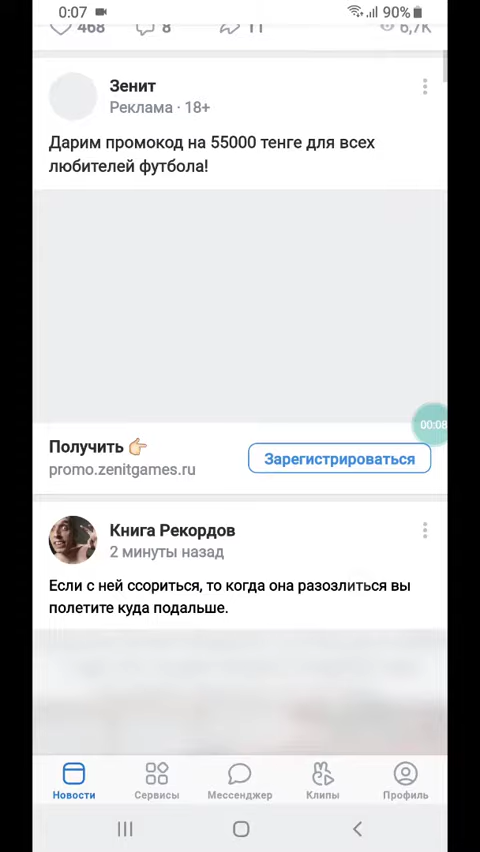 0:07
90%
468
8
11
6,7K
Зенит
Реклама · 18+
Дарим промокод на 55000 тенге для всех
любителей футбола!
00:08
Получить 👉
promo.zenitgames.ru
Зарегистрироваться
Книга Рекордов
2 минуты назад
Если с ней ссориться, то когда она разозлиться вы
полетите куда подальше.
Новости
Сервисы
Мессенджер
Клипы
Профиль